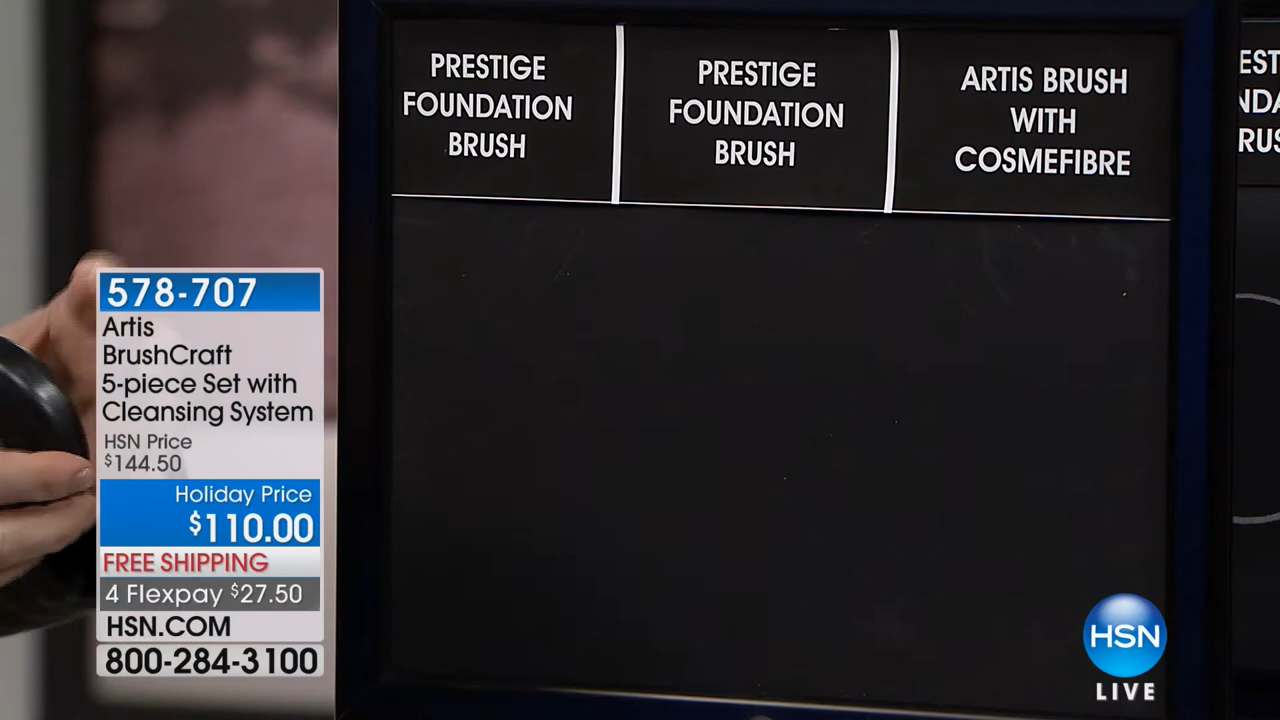 PRESTIGE
FOUNDATION
BRUSH
PRESTIGE
FOUNDATION
BRUSH
ARTIS BRUSH
WITH
COSMEFIBRE
578-707
Artis
BrushCraft
5-piece Set with
Cleansing System
HSN Price
$144.50
Holiday Price
$110.00
FREE SHIPPING
4 Flexpay $27.50
HSN.COM
800-284-3100
HSN
LIVE